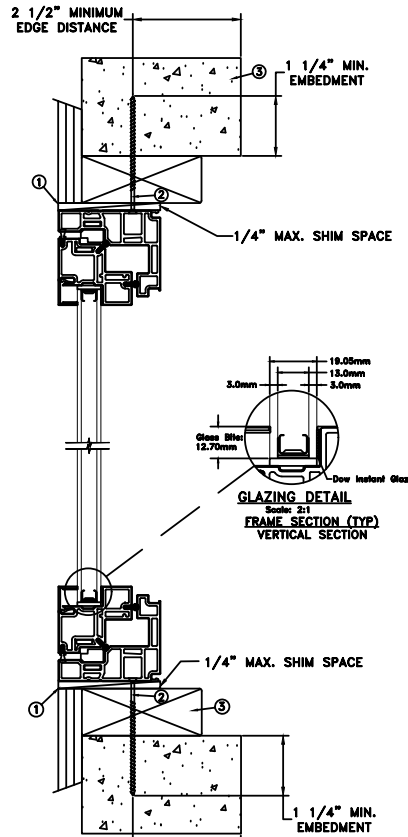 2 1/2" MINIMUM
EDGE DISTANCE
3
1 1/4" MIN.
EMBEDMENT
1
2
1/4" MAX. SHIM SPACE
19.05mm
13.0mm
3.0mm
3.0mm
Glass Bite:
12.70mm
Dow Instant Glaz
GLAZING DETAIL
Scale: 2:1
FRAME SECTION (TYP)
VERTICAL SECTION
1/4" MAX. SHIM SPACE
1
2
3
1 1/4" MIN.
EMBEDMENT